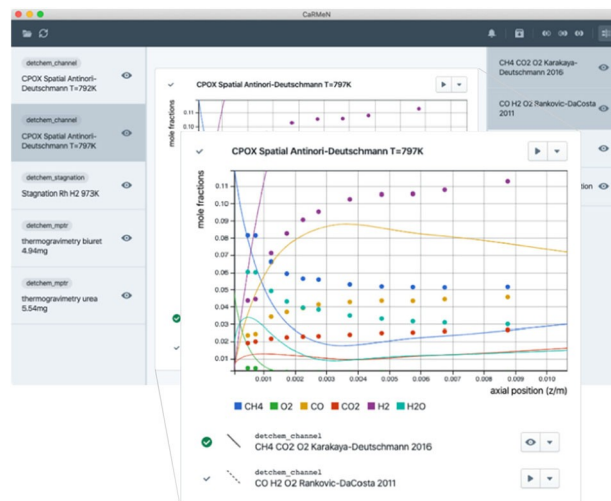 CaRMeN
detchem_channel
CPOX Spatial Antinori-
Deutschmann T=792K
detchem_channel
CPOX Spatial Antinori-
Deutschmann T=797K
detchem_stagnation
Stagnation Rh H2 973K
detchem_mptr
thermogravimetry biuret
4.94mg
detchem_mptr
thermogravimetry urea
5.54mg
CPOX Spatial Antinori-Deutschmann T=797K
mole fractions
0.11
0.10
CH4 CO2 O2 Karakaya-
Deutschmann 2016
CO H2 O2 Rankovic-DaCosta
2011
CPOX Spatial Antinori-Deutschmann T=797K
mole fractions
0.11
0.10
0.09
0.08
0.07
0.06
0.05
0.04
0.03
0.02
0.01
0.001 0.002 0.003 0.004 0.005 0.006 0.007 0.008 0.009 0.010
axial position (z/m)
CH4 O2 CO CO2 H2 H2O
detchem_channel
CH4 CO2 O2 Karakaya-Deutschmann 2016
detchem_channel
CO H2 O2 Rankovic-DaCosta 2011